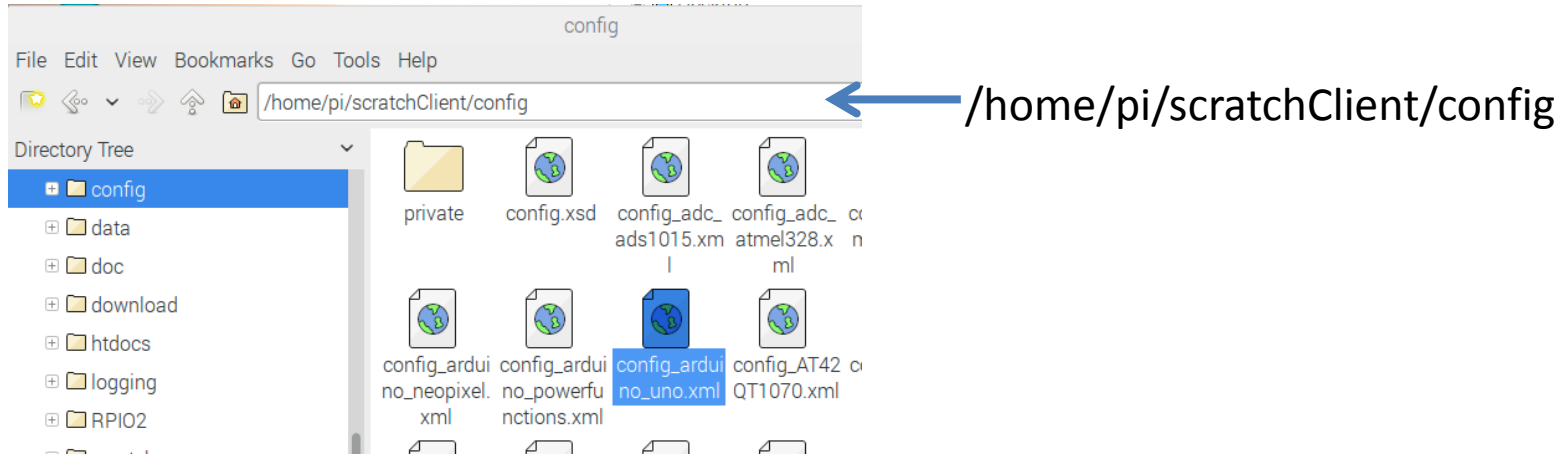 config
File Edit View Bookmarks Go Tools Help
/home/pi/scratchClient/config
/home/pi/scratchClient/config
Directory Tree
config
data
doc
download
htdocs
logging
RPIO2
private
config.xsd
config_adc_
ads1015.xm
l
config_adc_
atmel328.x
ml
config_ardui
no_neopixel.
xml
config_ardui
no_powerfu
nctions.xml
config_ardui
no_uno.xml
config_AT42
QT1070.xml